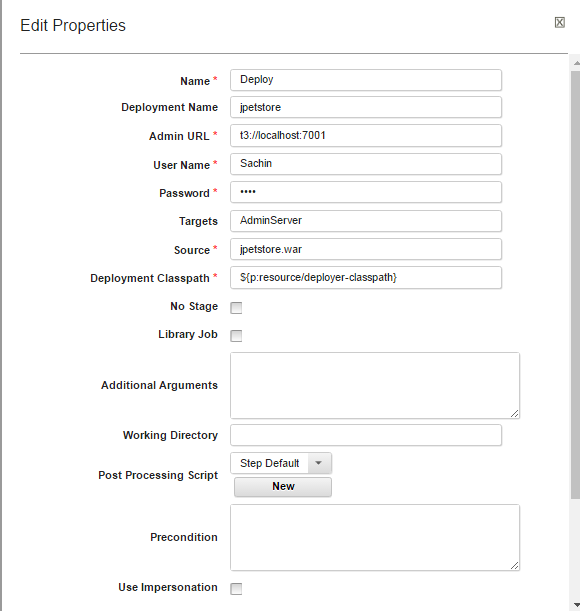 Edit Properties
Name * Deploy
Deployment Name jpetstore
Admin URL * t3://localhost:7001
User Name * Sachin
Password * ••••
Targets AdminServer
Source * jpetstore.war
Deployment Classpath * ${p:resource/deployer-classpath}
No Stage
Library Job
Additional Arguments
Working Directory
Post Processing Script Step Default
New
Precondition
Use Impersonation